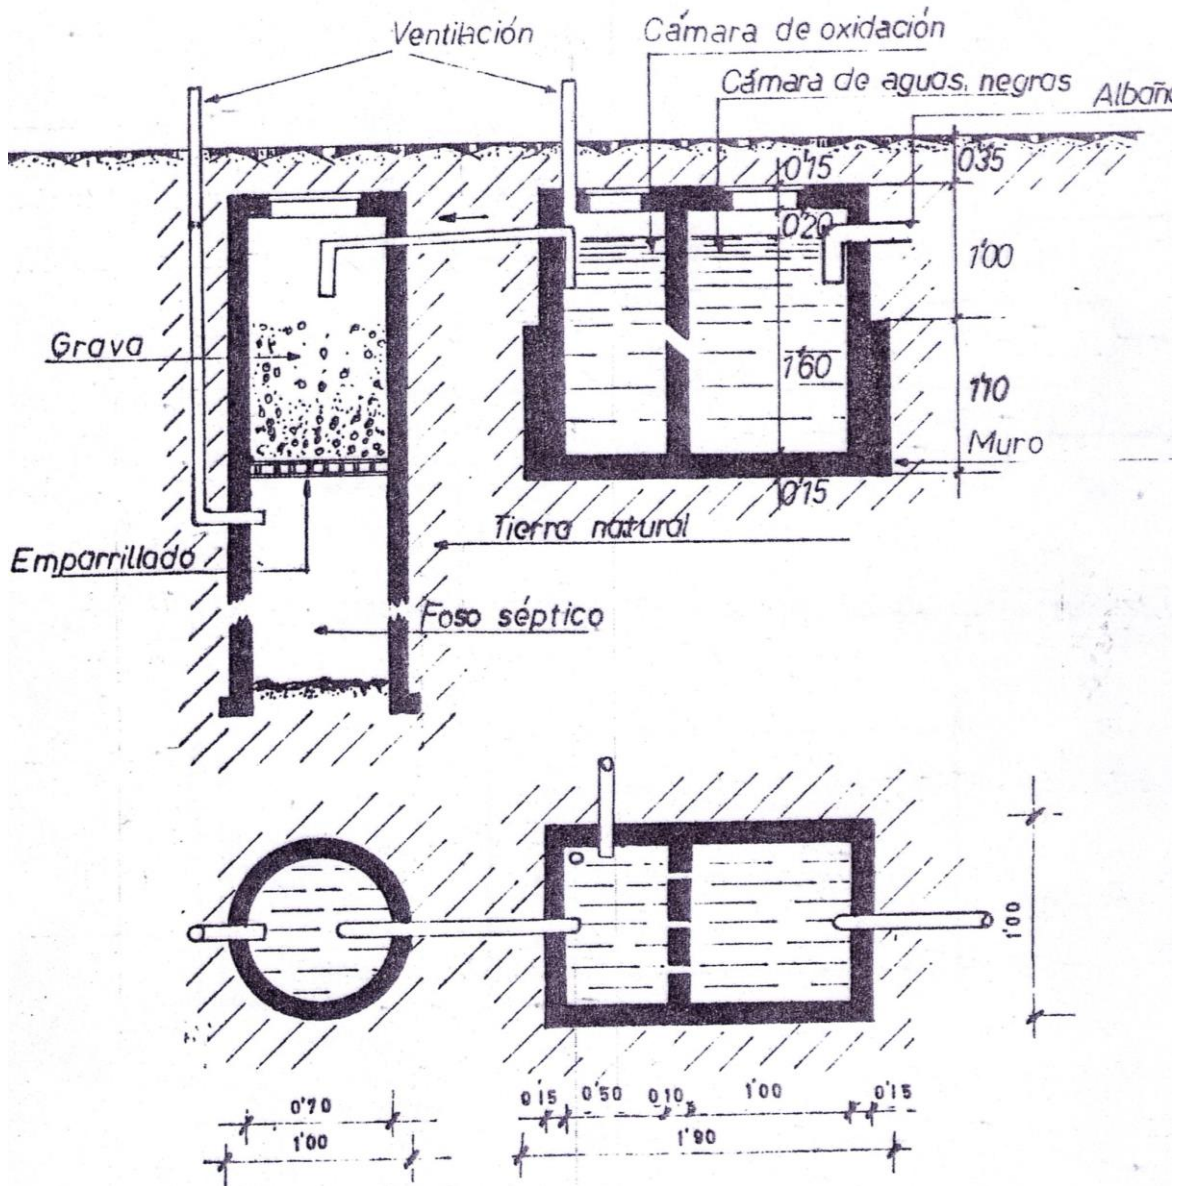 Ventilación
Cámara de oxidación
Cámara de aguas negras
Albaña
0'15
0'35
0'20
1'00
Grava
1'60
1'10
Muro
0'15
Tierra natural
Emparrillado
Foso séptico
1'00
0'15 0'50 0'10 1'00 0'15
0'70
1'00
1'90